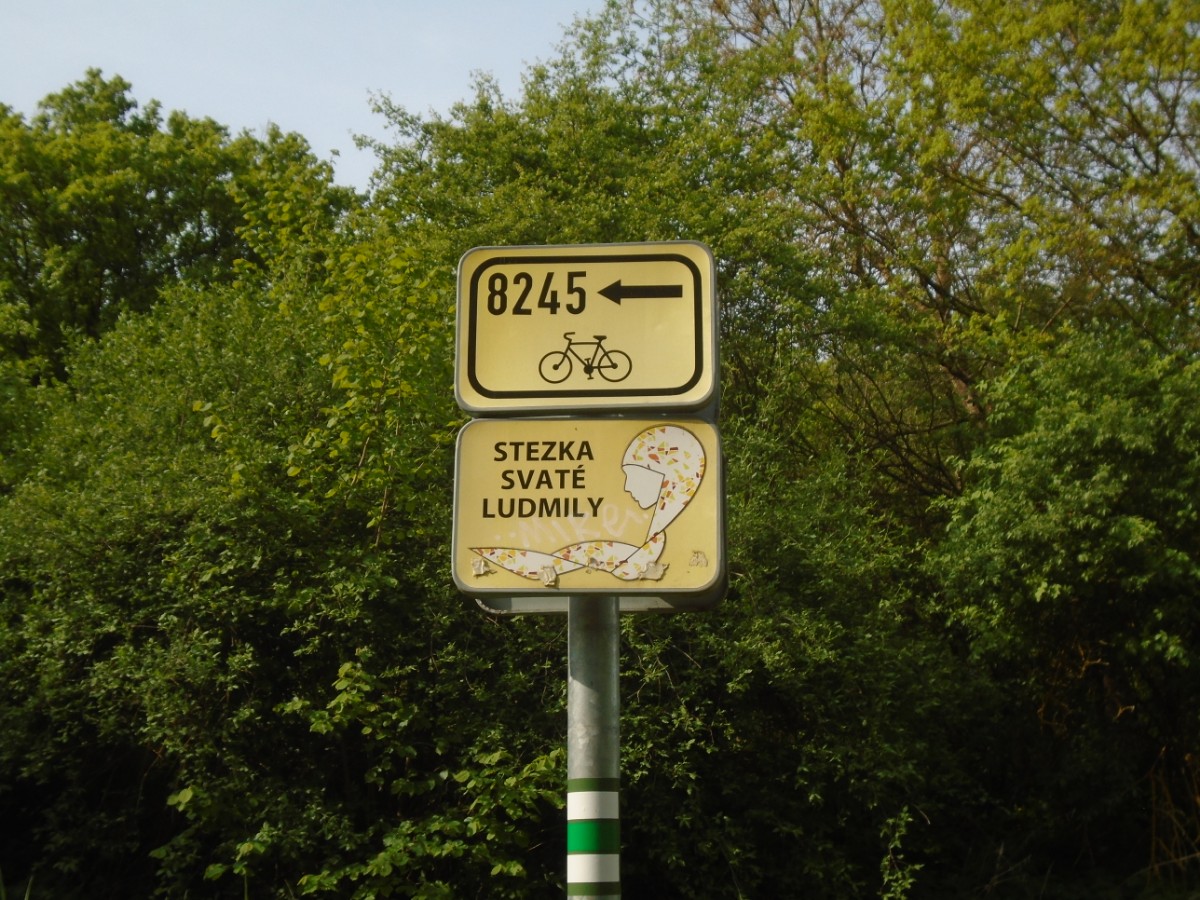 8245
STEZKA
SVATÉ
LUDMILY